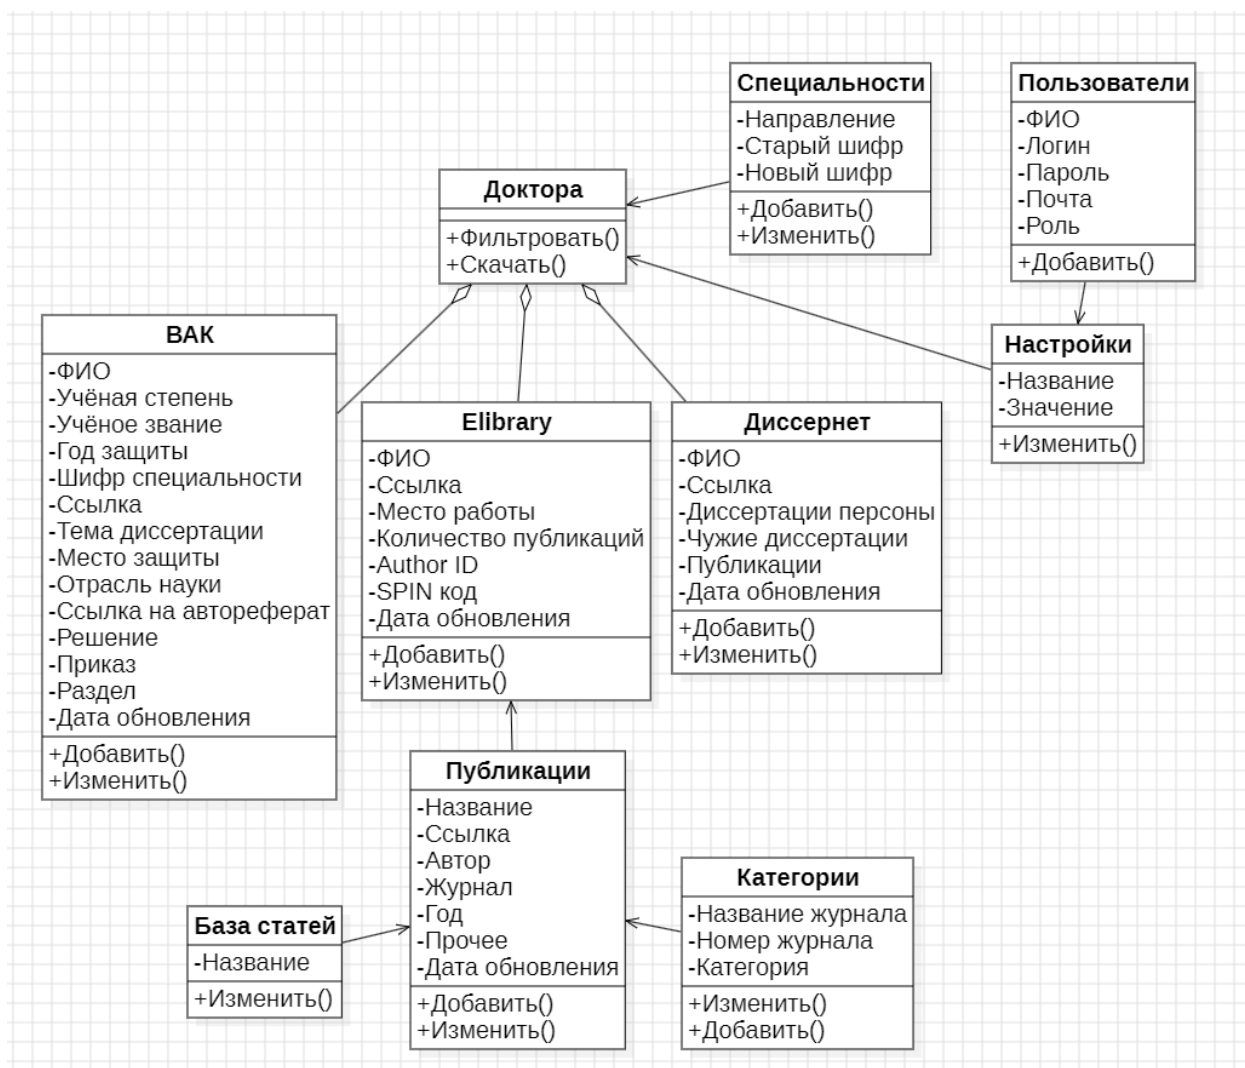 Специальности
-Направление
-Старый шифр
-Новый шифр
+Добавить()
+Изменить()
Пользователи
-ФИО
-Логин
-Пароль
-Почта
-Роль
+Добавить()
Доктора
+Фильтровать()
+Скачать()
Настройки
-Название
-Значение
+Изменить()
ВАК
-ФИО
-Учёная степень
-Учёное звание
-Год защиты
-Шифр специальности
-Ссылка
-Тема диссертации
-Место защиты
-Отрасль науки
-Ссылка на автореферат
-Решение
-Приказ
-Раздел
-Дата обновления
+Добавить()
+Изменить()
Elibrary
-ФИО
-Ссылка
-Место работы
-Количество публикаций
-Author ID
-SPIN код
-Дата обновления
+Добавить()
+Изменить()
Диссернет
-ФИО
-Ссылка
-Диссертации персоны
-Чужие диссертации
-Публикации
-Дата обновления
+Добавить()
+Изменить()
Публикации
-Название
-Ссылка
-Автор
-Журнал
-Год
-Прочее
-Дата обновления
+Добавить()
+Изменить()
База статей
-Название
+Изменить()
Категории
-Название журнала
-Номер журнала
-Категория
+Изменить()
+Добавить()